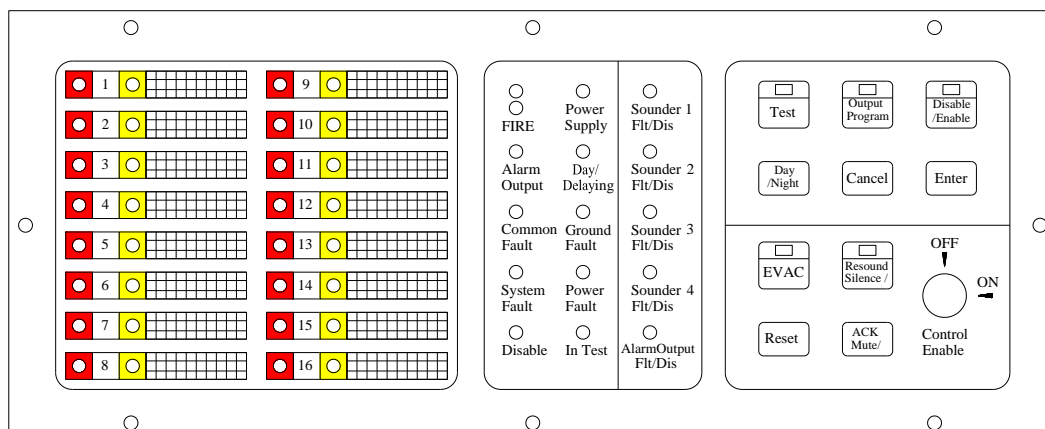 1
2
3
4
5
6
7
8
9
10
11
12
13
14
15
16
FIRE
Power
Supply
Sounder 1
Flt/Dis
Alarm
Output
Day/
Delaying
Sounder 2
Flt/Dis
Common
Fault
Ground
Fault
Sounder 3
Flt/Dis
System
Fault
Power
Fault
Sounder 4
Flt/Dis
Disable
In Test
AlarmOutput
Flt/Dis
Test
Output
Program
Disable
/Enable
Day
/Night
Cancel
Enter
EVAC
Resound
Silence /
OFF
ON
Reset
ACK
Mute/
Control
Enable